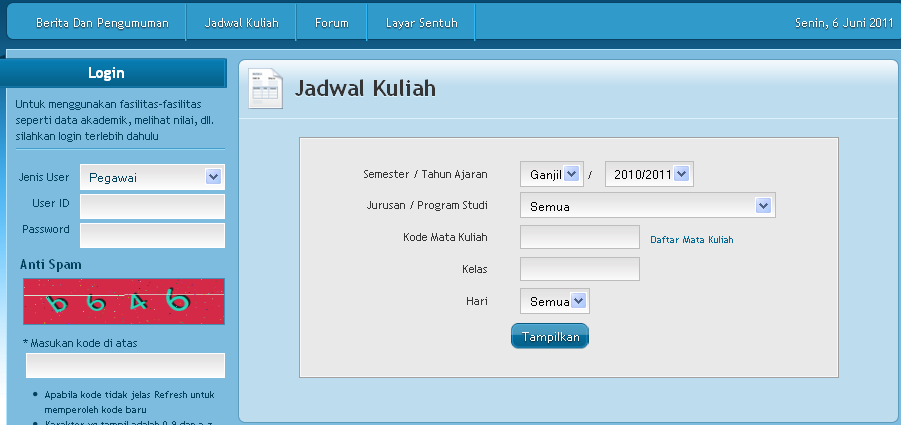 Berita Dan Pengumuman
Jadwal Kuliah
Forum
Layar Sentuh
Senin, 6 Juni 2011
Login
Untuk menggunakan fasilitas-fasilitas
seperti data akademik, melihat nilai, dll.
silahkan login terlebih dahulu
Jenis User Pegawai
User ID
Password
Anti Spam
b646
* Masukan kode di atas
Apabila kode tidak jelas Refresh untuk
memperoleh kode baru
Karakter yg tampil adalah 0-9 dan a-z
Jadwal Kuliah
Semester / Tahun Ajaran Ganjil / 2010/2011
Jurusan / Program Studi Semua
Kode Mata Kuliah Daftar Mata Kuliah
Kelas
Hari Semua
Tampilkan